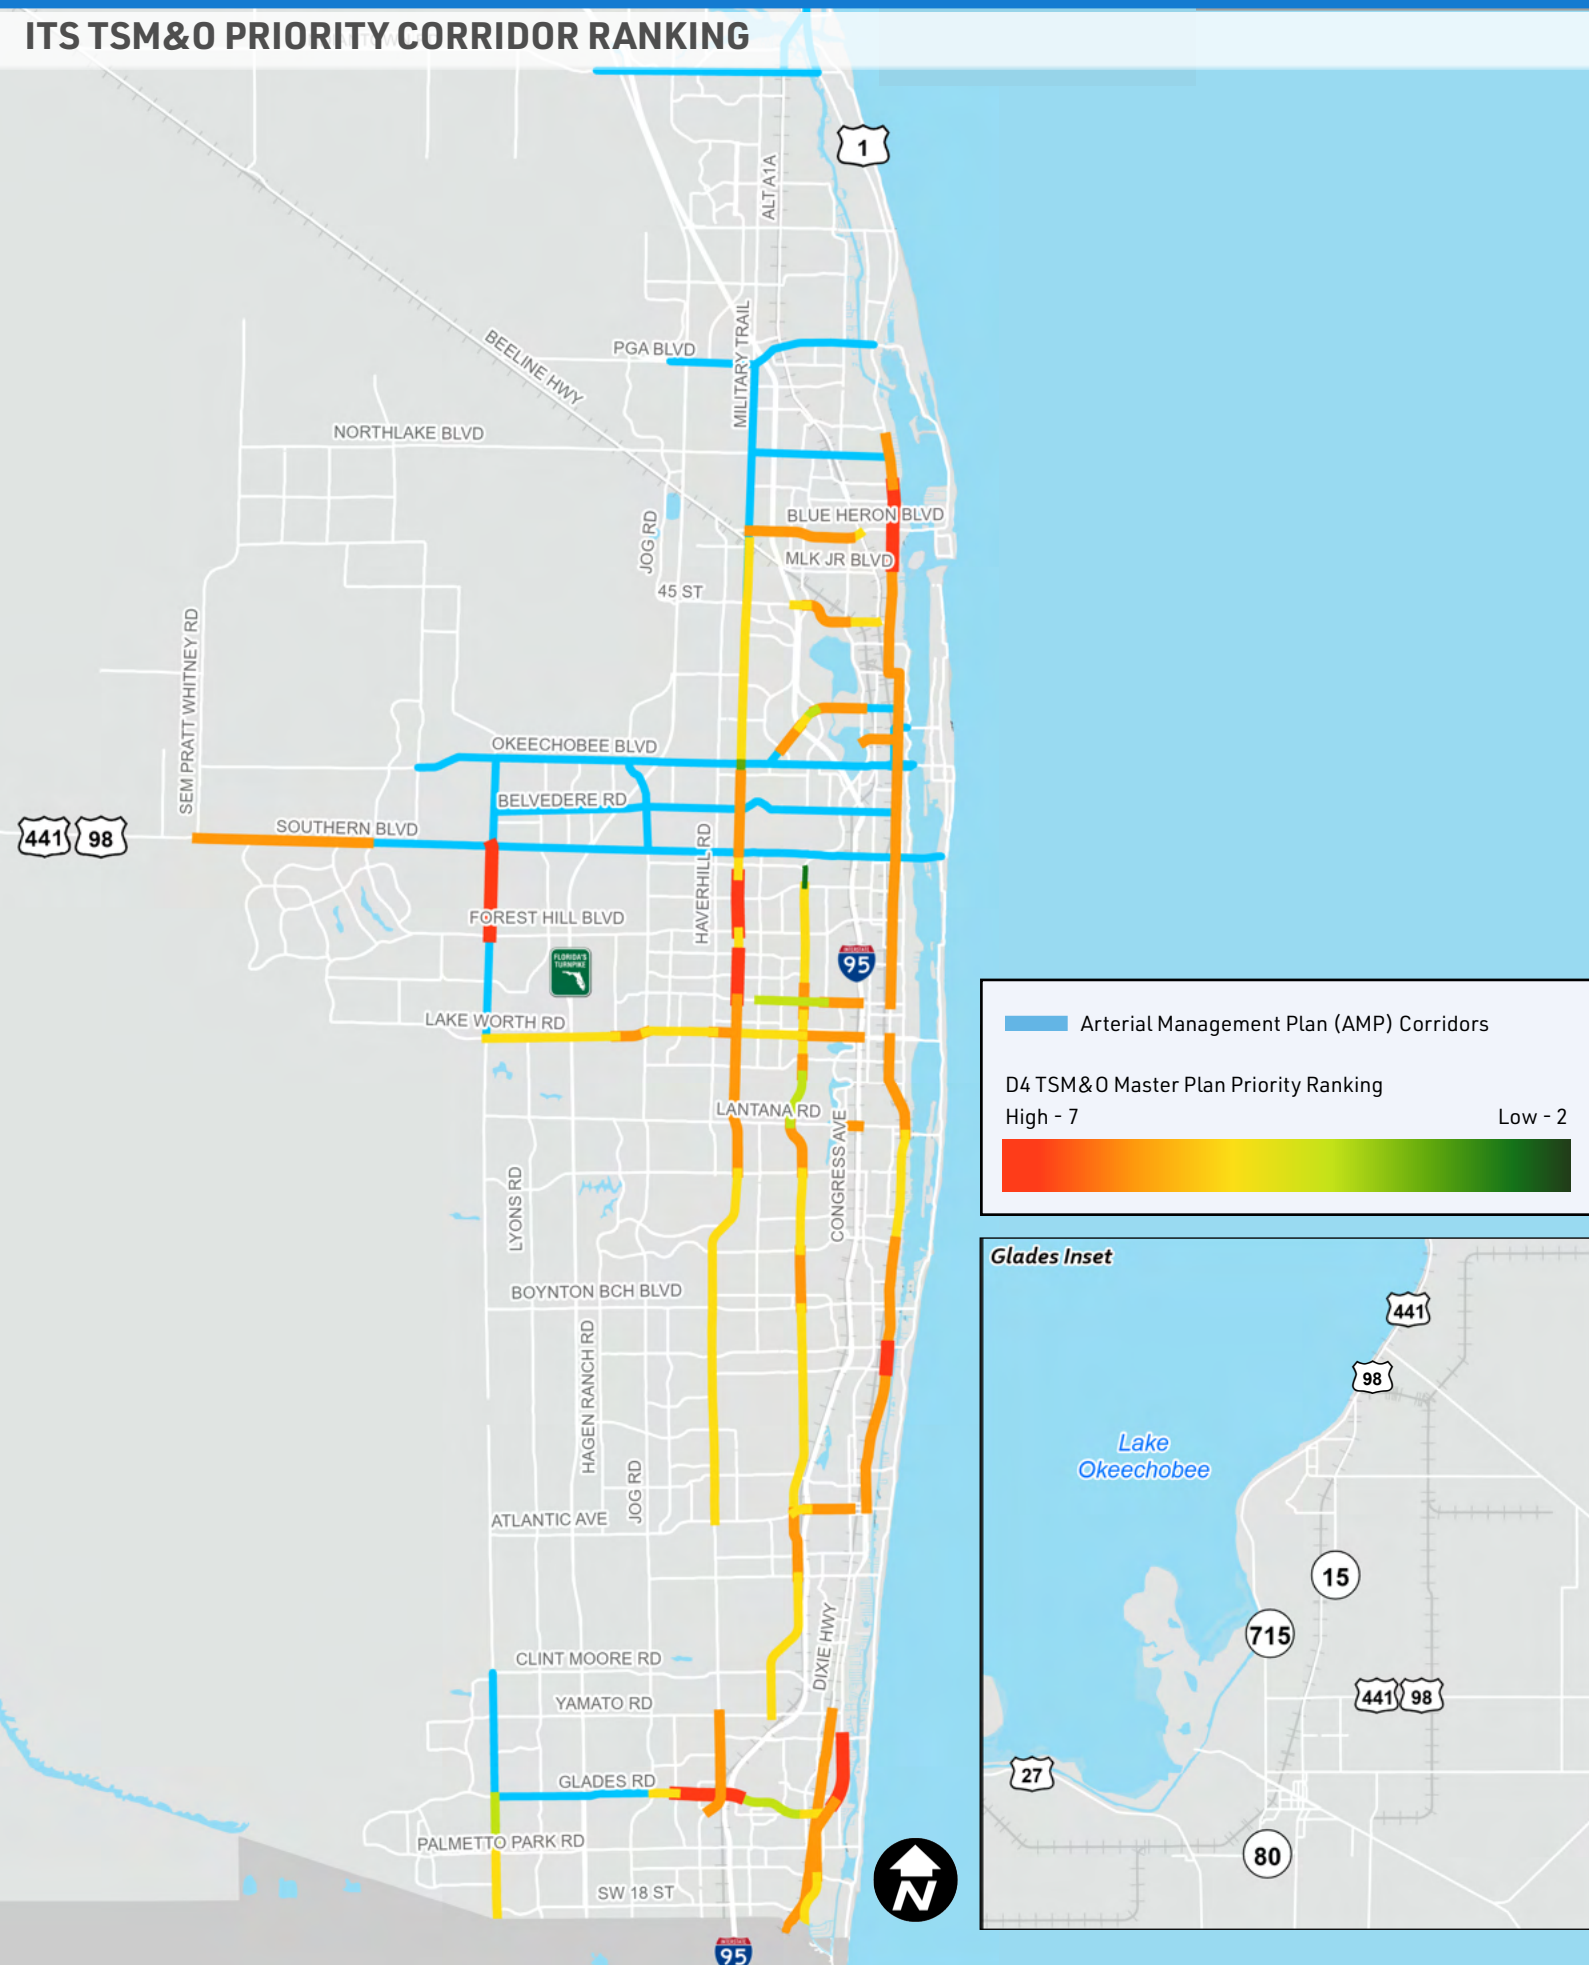 ITS TSM&O PRIORITY CORRIDOR RANKING
1
ALT A1A
MILITARY TRAIL
PGA BLVD
BEELINE HWY
NORTHLAKE BLVD
JOG RD
BLUE HERON BLVD
MLK JR BLVD
45 ST
SEM PRATT WHITNEY RD
OKEECHOBEE BLVD
BELVEDERE RD
SOUTHERN BLVD
441
98
HAVERHILL RD
FOREST HILL BLVD
FLORIDA'S
TURNPIKE
INTERSTATE
95
LAKE WORTH RD
LANTANA RD
CONGRESS AVE
LYONS RD
BOYNTON BCH BLVD
HAGEN RANCH RD
JOG RD
ATLANTIC AVE
CLINT MOORE RD
DIXIE HWY
YAMATO RD
GLADES RD
PALMETTO PARK RD
SW 18 ST
INTERSTATE
95
N
Arterial Management Plan (AMP) Corridors
D4 TSM&O Master Plan Priority Ranking
High - 7
Low - 2
Glades Inset
441
98
Lake
Okeechobee
15
715
441
98
27
80